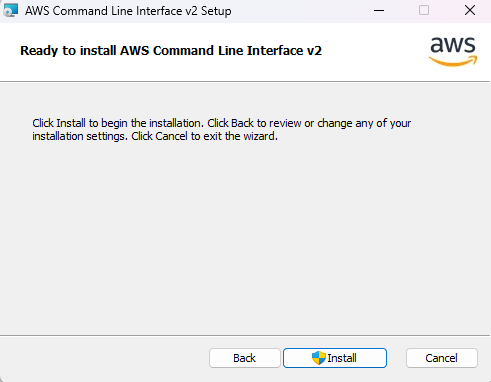 AWS Command Line Interface v2 Setup
Ready to install AWS Command Line Interface v2
aws
Click Install to begin the installation. Click Back to review or change any of your
installation settings. Click Cancel to exit the wizard.
Back
Install
Cancel